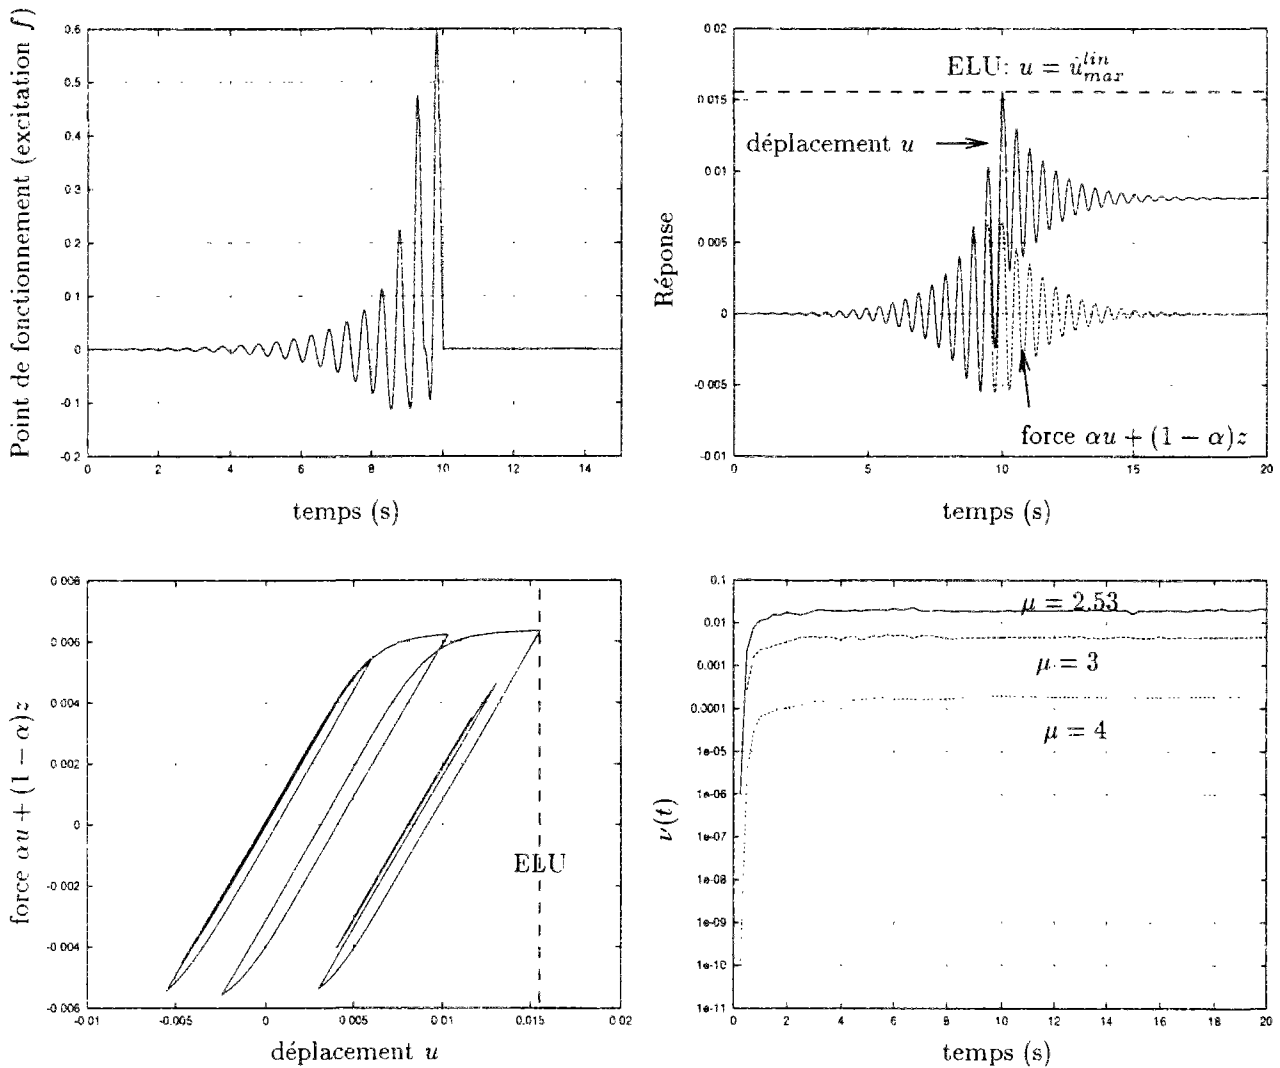 Point de fonctionnement (excitation f)
0.6
0.5
0.4
0.3
0.2
0.1
0
-0.1
-0.2
0 2 4 6 8 10 12 14
temps (s)
Réponse
0.02
0.015
0.01
0.005
0
-0.005
-0.01
ELU: u = u_{max}^{lin}
déplacement u
force αu + (1 − α)z
0 5 10 15 20
temps (s)
force αu + (1 − α)z
0.008
0.006
0.004
0.002
0
-0.002
-0.004
-0.006
ELU
-0.01 -0.005 0 0.005 0.01 0.015 0.02
déplacement u
ν(t)
0.1
0.01
0.001
0.0001
1e-05
1e-06
1e-07
1e-08
1e-09
1e-10
1e-11
μ = 2.53
μ = 3
μ = 4
0 2 4 6 8 10 12 14 16 18 20
temps (s)